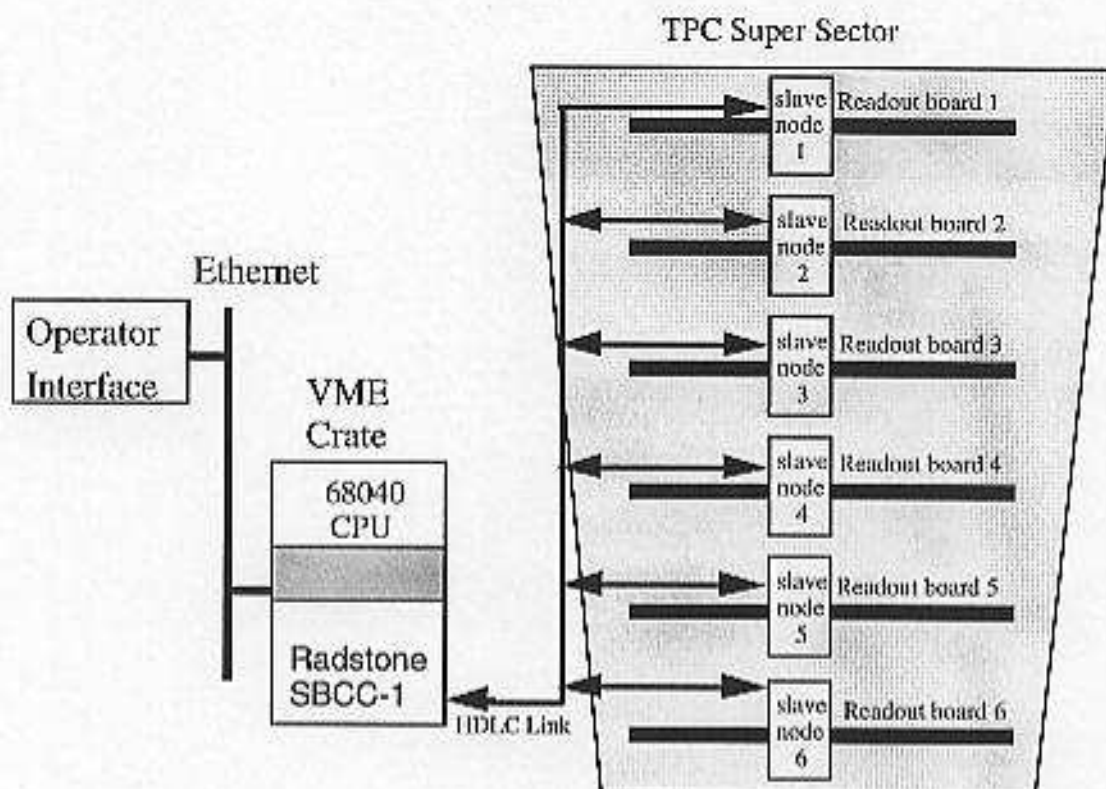 TPC Super Sector
slave
node
1
Readout board 1
slave
node
2
Readout board 2
slave
node
3
Readout board 3
slave
node
4
Readout board 4
slave
node
5
Readout board 5
slave
node
6
Readout board 6
Ethernet
Operator
Interface
VME
Crate
68040
CPU
Radstone
SBCC-1
HDLC Link